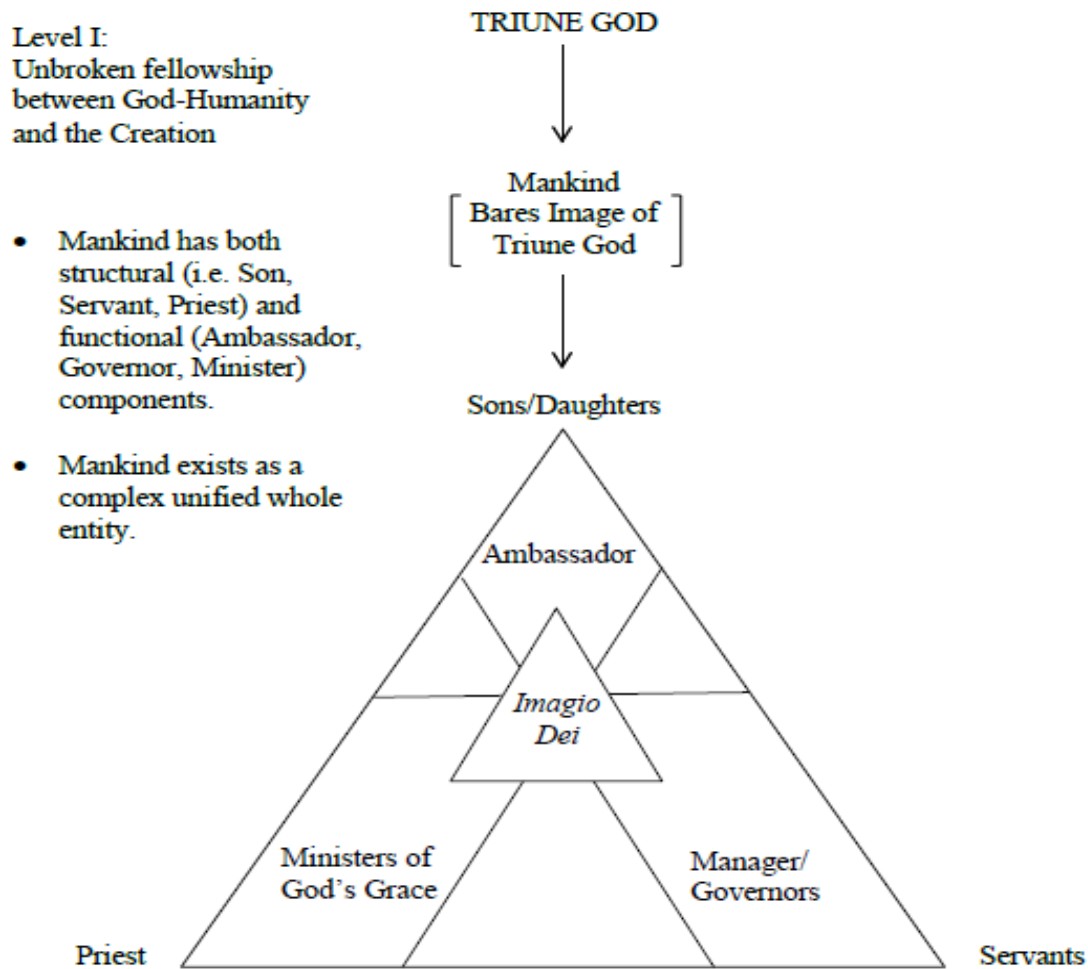 Level I:
Unbroken fellowship
between God-Humanity
and the Creation
TRIUNE GOD
Mankind
Bares Image of
Triune God
• Mankind has both
structural (i.e. Son,
Servant, Priest) and
functional (Ambassador,
Governor, Minister)
components.
• Mankind exists as a
complex unified whole
entity.
Sons/Daughters
Ambassador
Imagio
Dei
Ministers of
God's Grace
Manager/
Governors
Priest
Servants